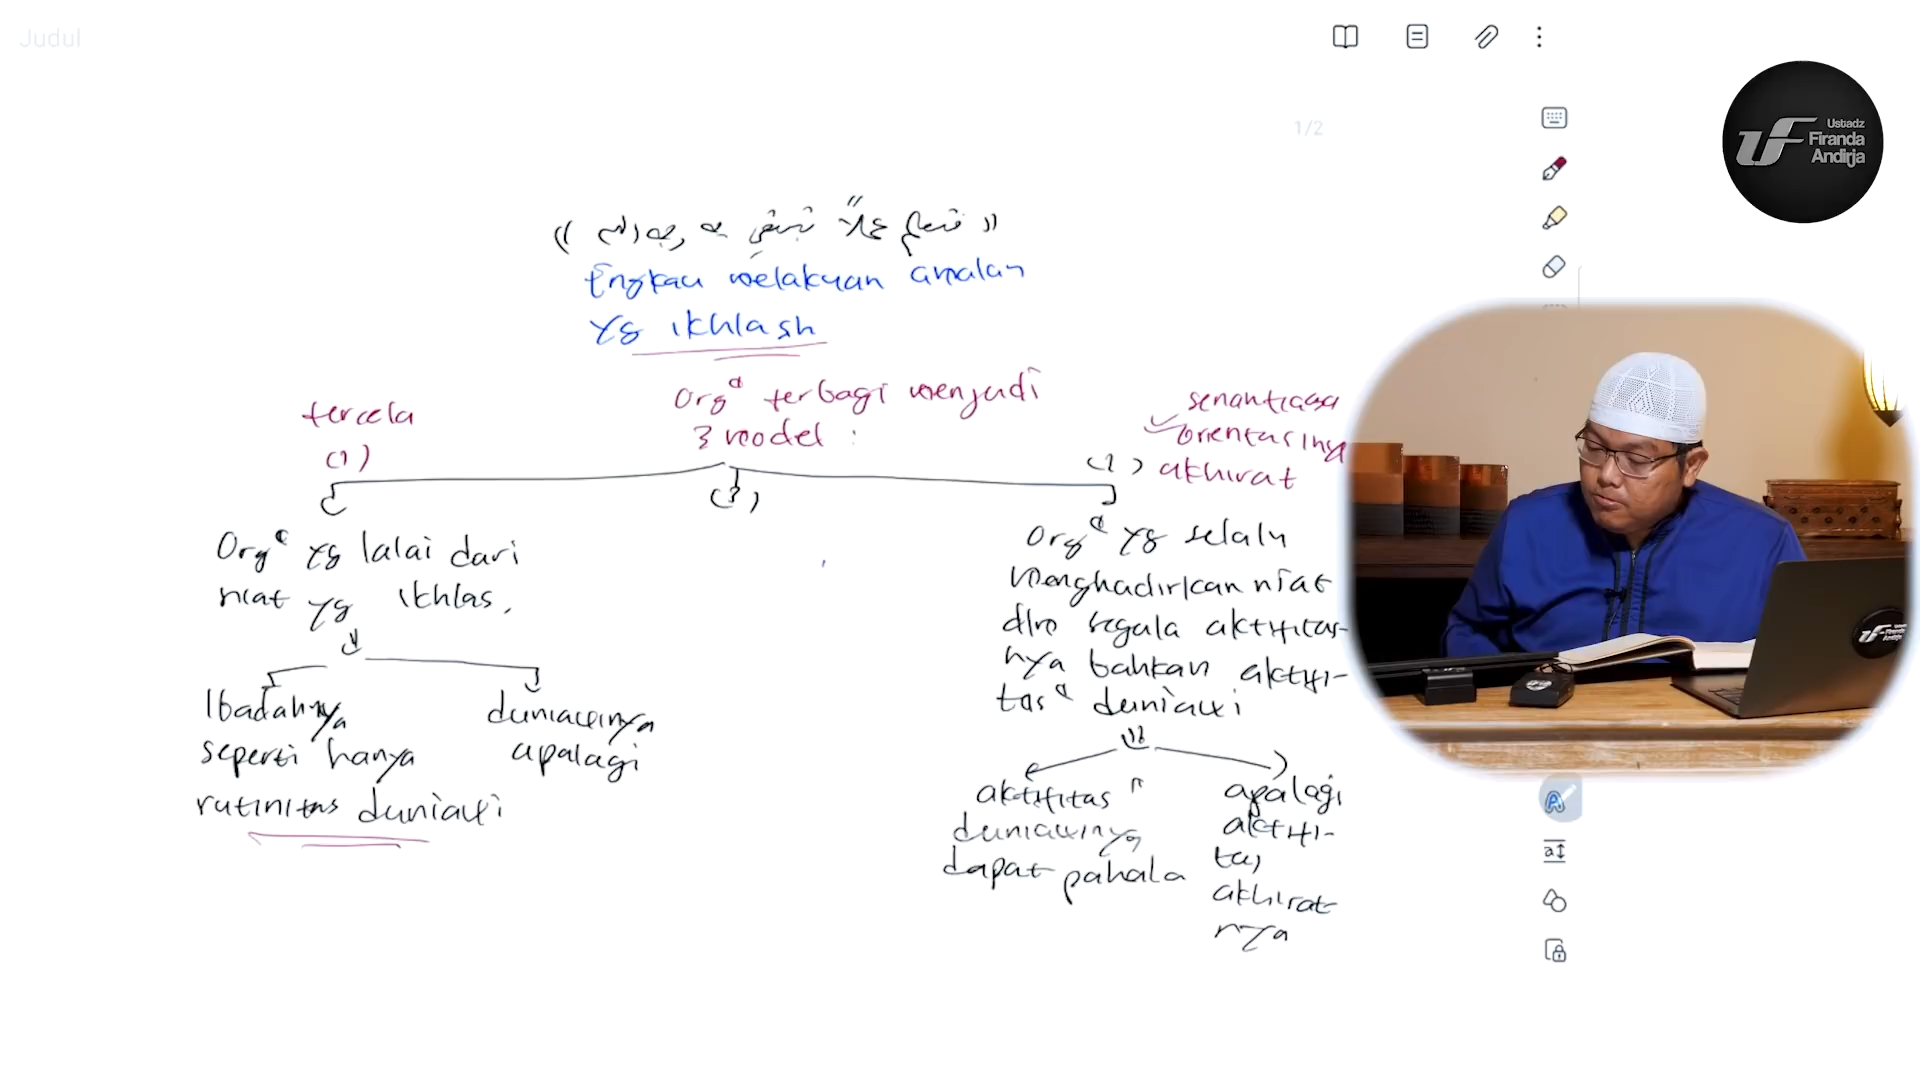 Judul
1/2
Ustadz
Firanda
Andirja
(( فتعمل عملاً تبتغي به وجه الله ))
Engkau melakukan amalan
yg ikhlash
Org² terbagi menjadi
3 model :
tercela
(1)
(3)
(2)
senantiasa
orientasinya
akhirat
Org² yg lalai dari
niat yg ikhlas,
Ibadahnya
seperti hanya
rutinitas duniawi
duniawinya
apalagi
Org² yg selalu
menghadirkan niat
dlm segala aktifitas-
nya bahkan aktifi-
tas² duniawi
aktifitas"
duniawinya
dapat pahala
apalagi
aktifi-
tas
akhirat
nya